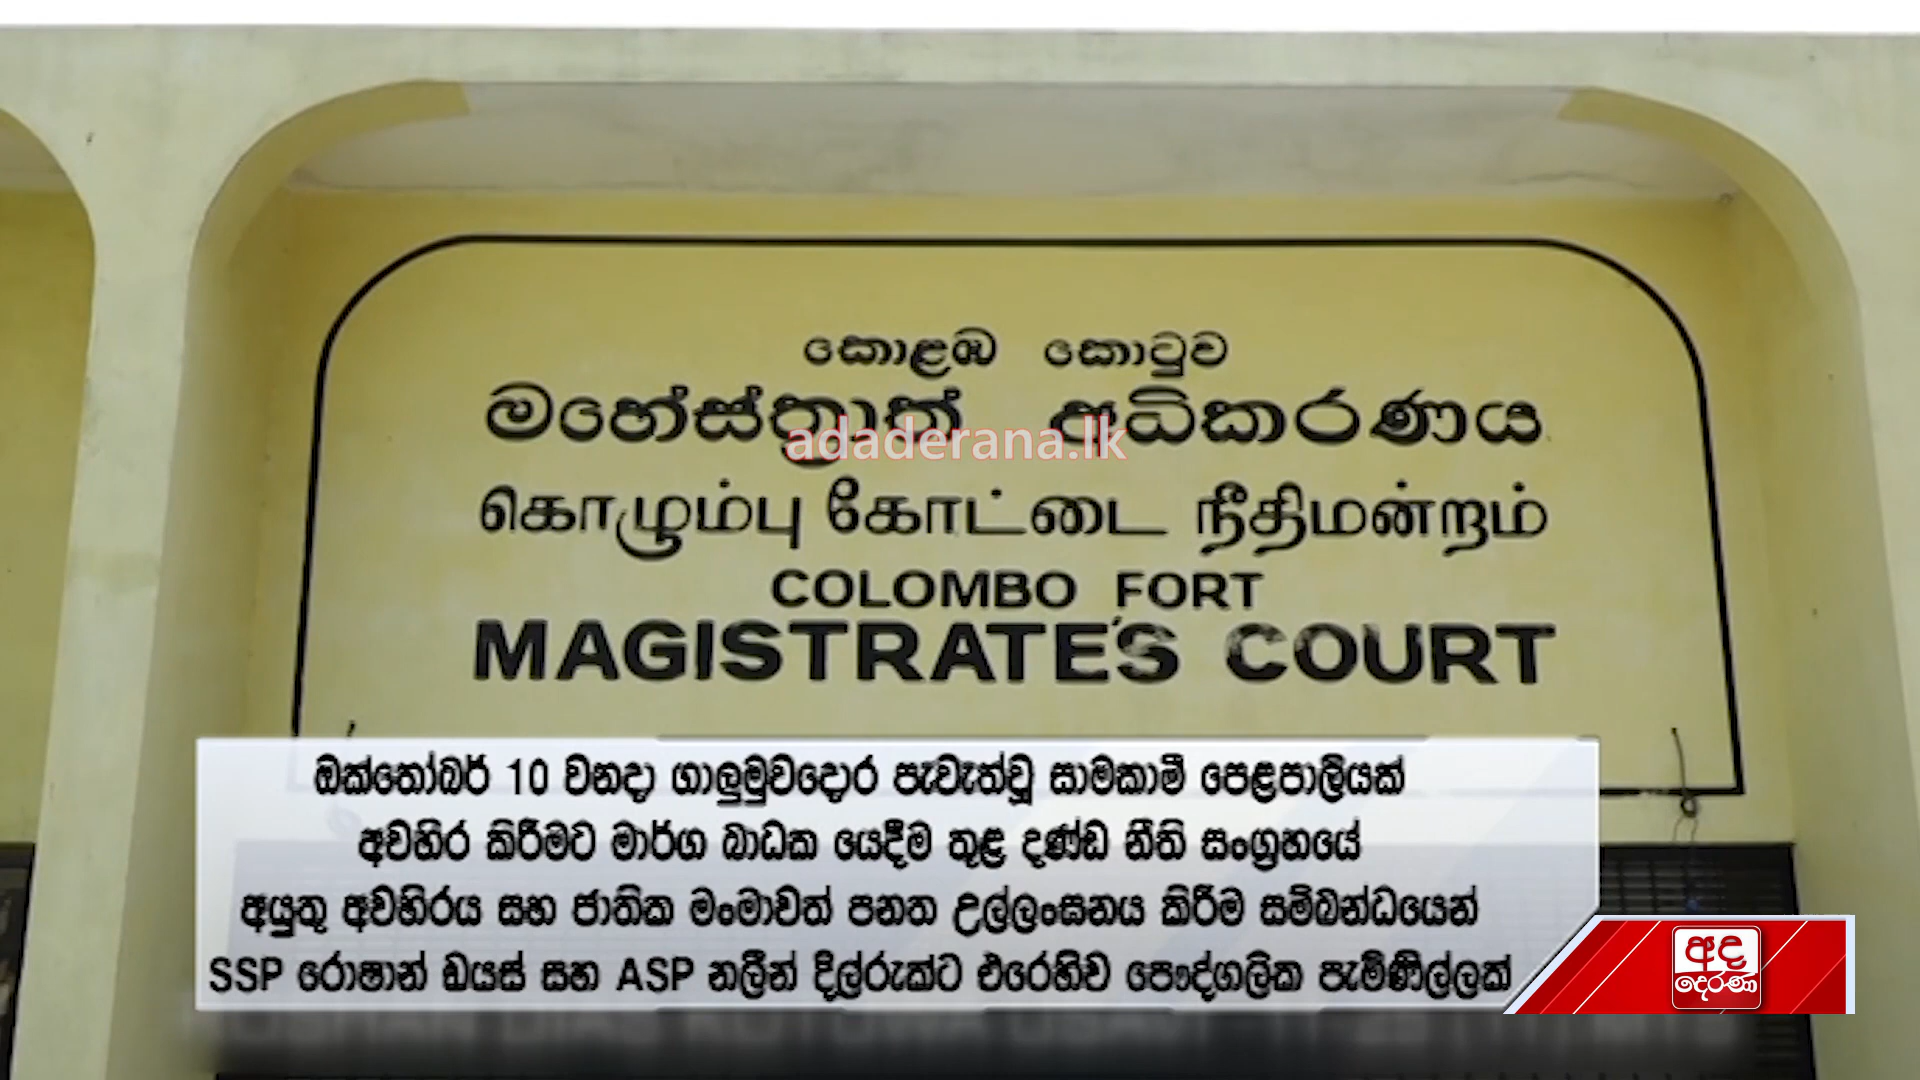 කොළඹ කොටුව
මහේස්ත්‍රාත් අධිකරණය
adaderana.lk
கொழும்பு கோட்டை நீதிமன்றம்
COLOMBO FORT
MAGISTRATE'S COURT
ඔක්තෝබර් 10 වනදා ගාලුමුවදොර පැවැත්වූ සාමකාමී පෙළපාලියක්
අවහිර කිරීමට මාර්ග බාධක යෙදීම තුළ දණ්ඩ නීති සංග්‍රහයේ
අයුතු අවහිරය සහ ජාතික මංමාවත් පනත උල්ලංඝනය කිරීම සම්බන්ධයෙන්
SSP රොෂාන් ඩයස් සහ ASP නලීන් දිල්රුක්ට එරෙහිව පෞද්ගලික පැමිණිල්ලක්
අද
දෙරණ